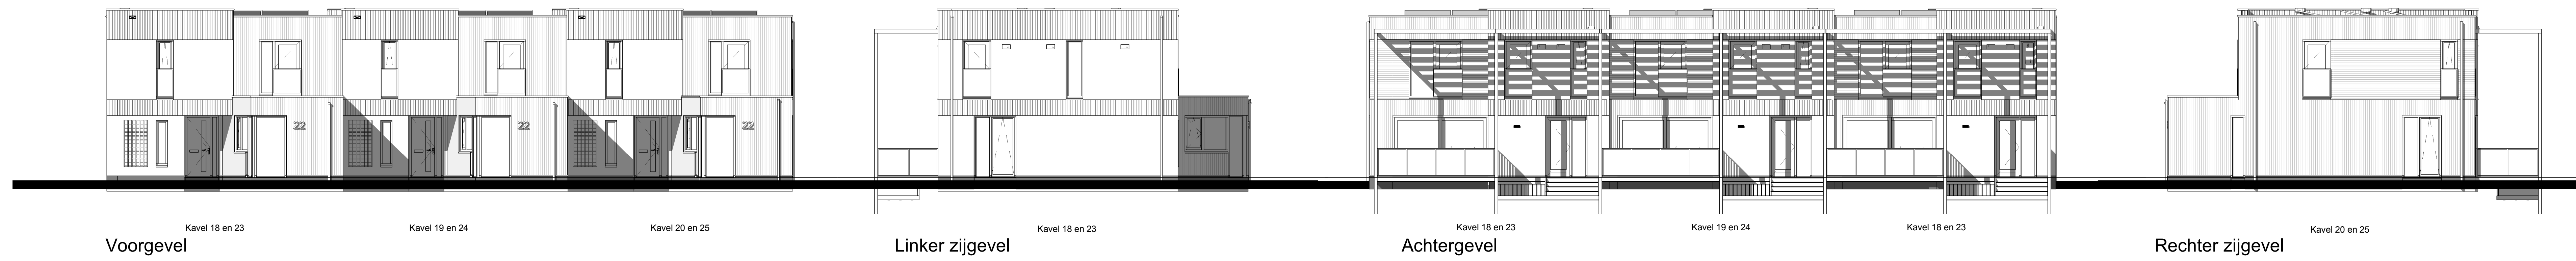 22
22
22
Kavel 18 en 23
Kavel 19 en 24
Kavel 20 en 25
Voorgevel
Kavel 18 en 23
Linker zijgevel
Kavel 18 en 23
Kavel 19 en 24
Kavel 18 en 23
Achtergevel
Kavel 20 en 25
Rechter zijgevel